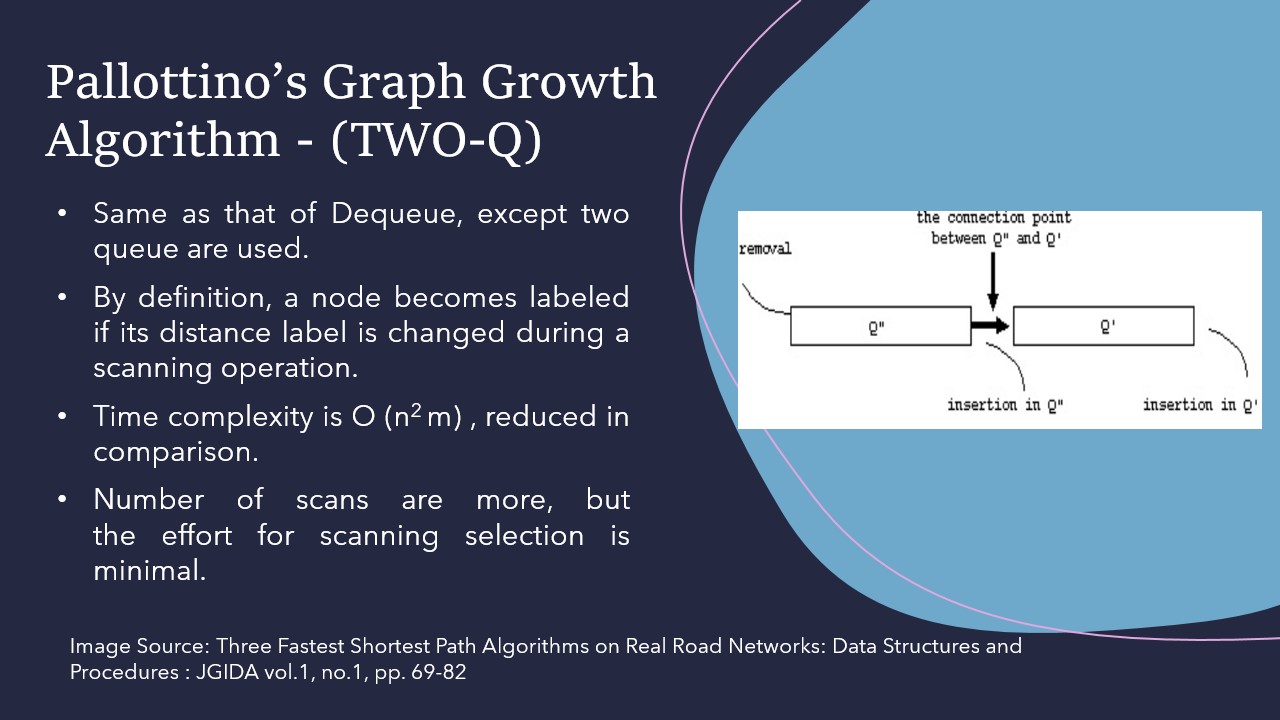 Pallottino’s Graph Growth
Algorithm - (TWO-Q)
• Same as that of Dequeue, except two
queue are used.
• By definition, a node becomes labeled
if its distance label is changed during a
scanning operation.
• Time complexity is O (n² m) , reduced in
comparison.
• Number of scans are more, but
the effort for scanning selection is
minimal.
the connection point
between Q" and Q'
removal
Q"
Q'
insertion in Q"
insertion in Q'
Image Source: Three Fastest Shortest Path Algorithms on Real Road Networks: Data Structures and
Procedures : JGIDA vol.1, no.1, pp. 69-82